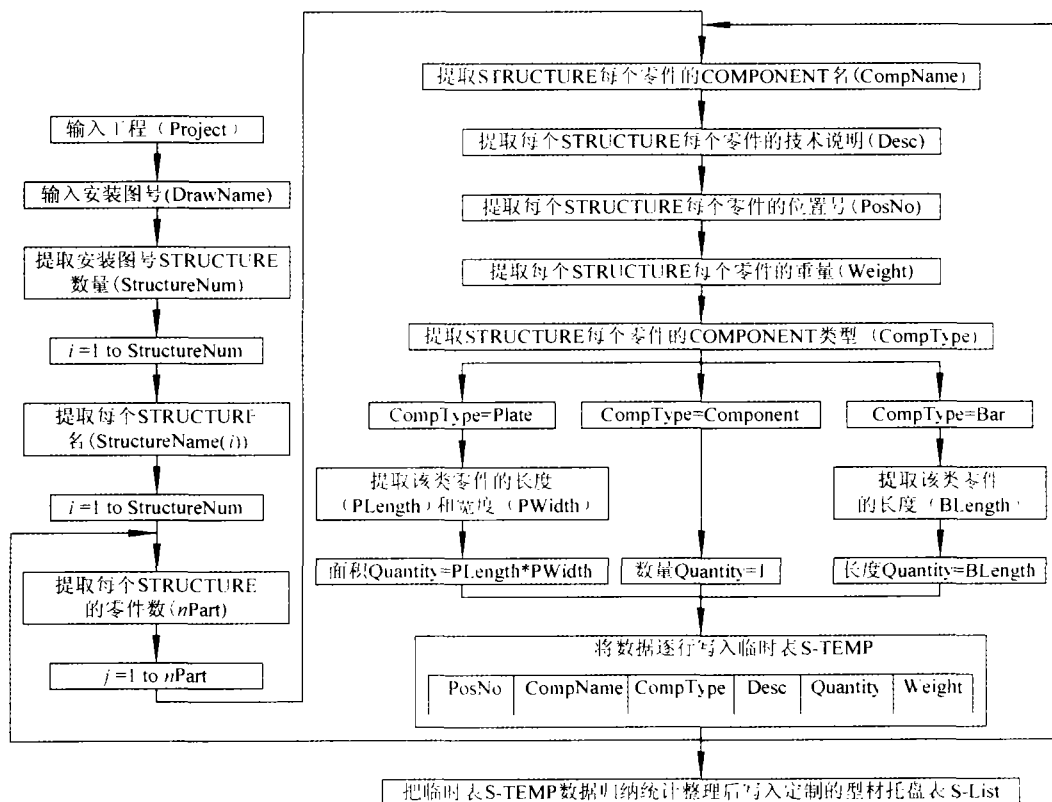 输入工程（Project）
输入安装图号(DrawName)
提取安装图号STRUCTURE
数量(StructureNum)
i=1 to StructureNum
提取每个STRUCTURE
名(StructureName(i))
i=1 to StructureNum
提取每个STRUCTURE
的零件数(nPart)
j=1 to nPart
提取STRUCTURE每个零件的COMPONENT名(CompName)
提取每个STRUCTURE每个零件的技术说明(Desc)
提取每个STRUCTURE每个零件的位置号(PosNo)
提取每个STRUCTURE每个零件的重量(Weight)
提取STRUCTURE每个零件的COMPONENT类型（CompType)
CompType=Plate
CompType=Component
CompType=Bar
提取该类零件的长度
(PLength)和宽度（PWidth）
提取该类零件
的长度（BLength）
面积Quantity=PLength*PWidth
数量Quantity=1
长度Quantity=BLength
将数据逐行写入临时表S-TEMP
PosNo CompName CompType Desc Quantity Weight
把临时表S-TEMP数据归纳统计整理后写入定制的型材托盘表S-List